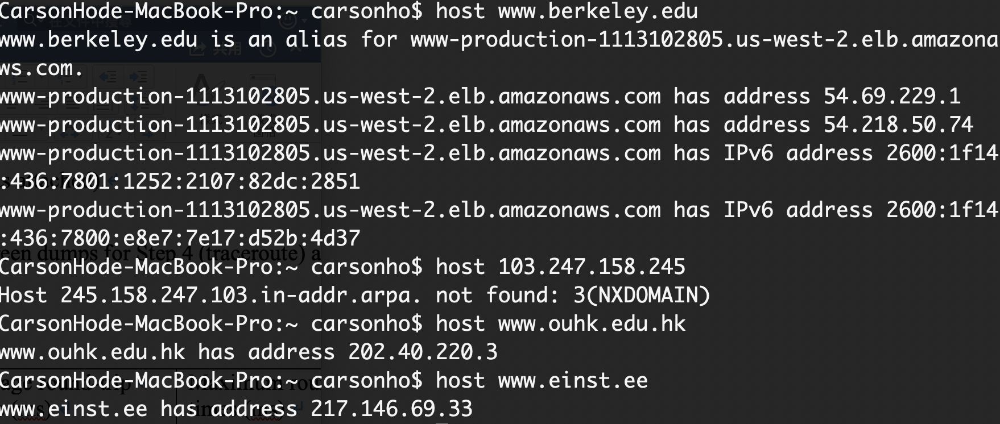 CarsonHode-MacBook-Pro:~ carsonho$ host www.berkeley.edu
www.berkeley.edu is an alias for www-production-1113102805.us-west-2.elb.amazona
ws.com.
www-production-1113102805.us-west-2.elb.amazonaws.com has address 54.69.229.1
www-production-1113102805.us-west-2.elb.amazonaws.com has address 54.218.50.74
www-production-1113102805.us-west-2.elb.amazonaws.com has IPv6 address 2600:1f14
:436:7801:1252:2107:82dc:2851
www-production-1113102805.us-west-2.elb.amazonaws.com has IPv6 address 2600:1f14
:436:7800:e8e7:7e17:d52b:4d37
een dumps for Step 4 (traceroute) a
CarsonHode-MacBook-Pro:~ carsonho$ host 103.247.158.245
Host 245.158.247.103.in-addr.arpa. not found: 3(NXDOMAIN)
CarsonHode-MacBook-Pro:~ carsonho$ host www.ouhk.edu.hk
www.ouhk.edu.hk has address 202.40.220.3
CarsonHode-MacBook-Pro:~ carsonho$ host www.einst.ee
www.einst.ee has address 217.146.69.33